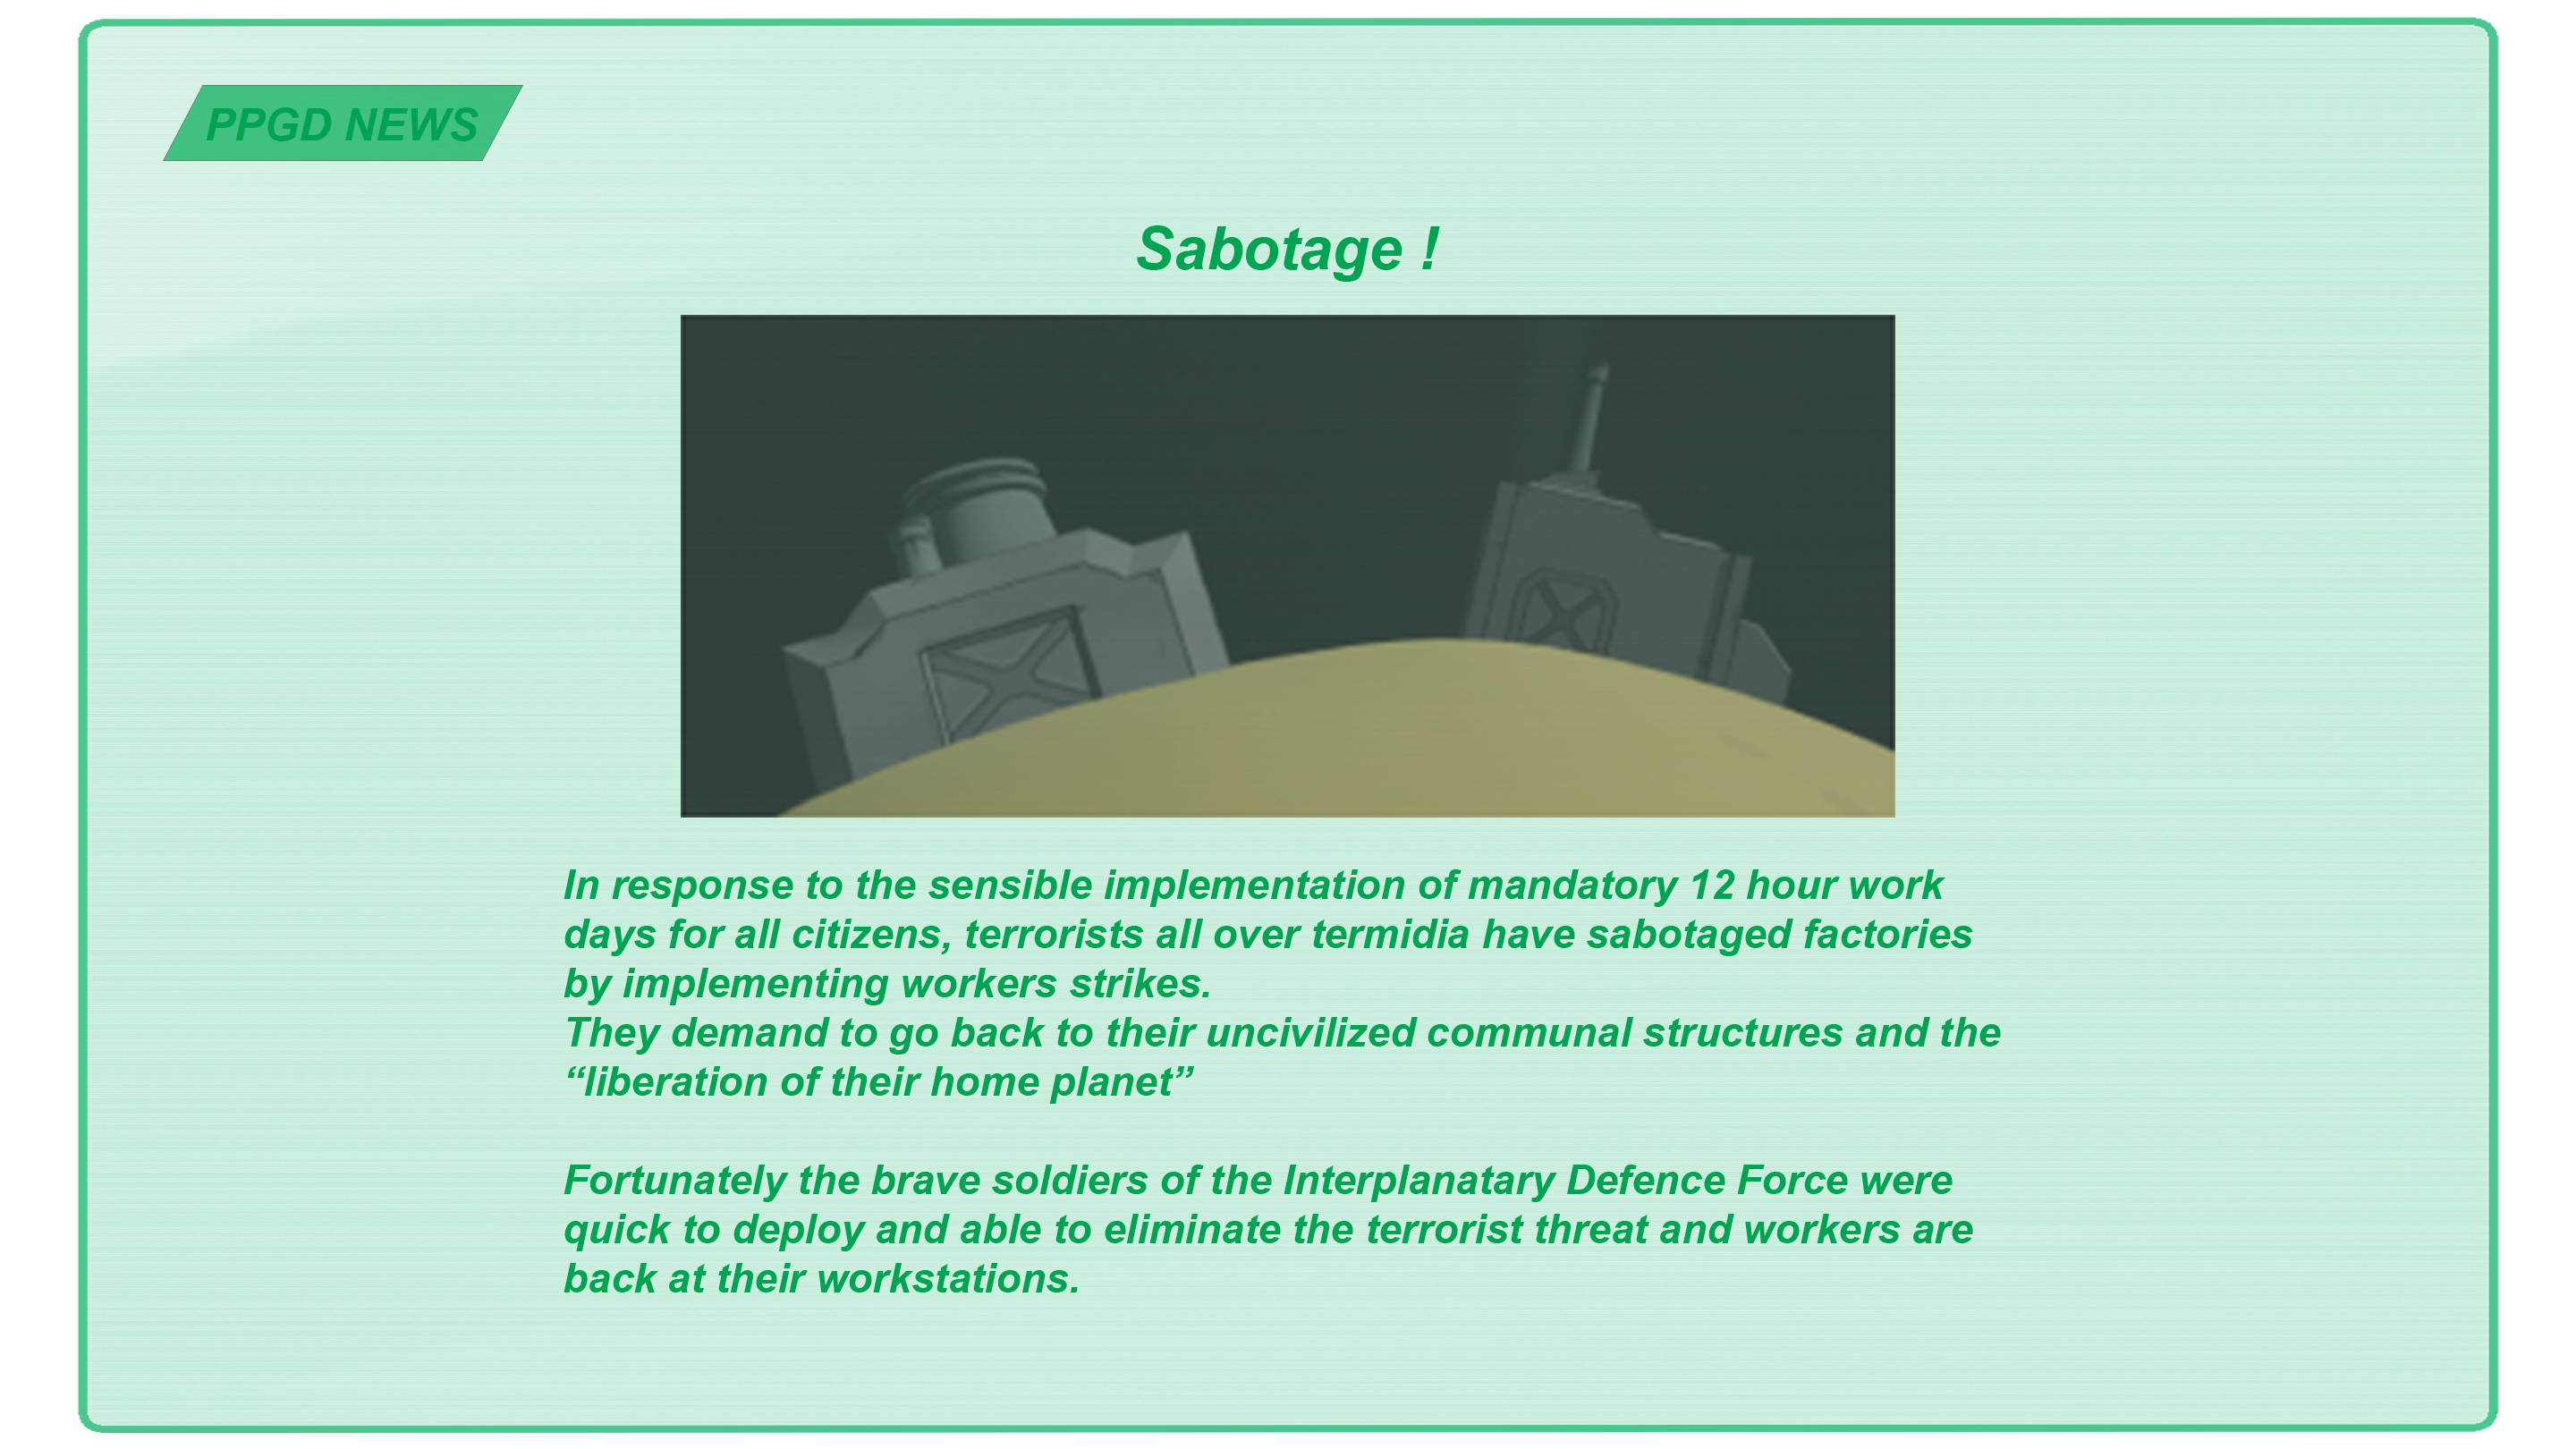 PPGD NEWS
Sabotage !
In response to the sensible implementation of mandatory 12 hour work
days for all citizens, terrorists all over termidia have sabotaged factories
by implementing workers strikes.
They demand to go back to their uncivilized communal structures and the
“liberation of their home planet”
Fortunately the brave soldiers of the Interplanatary Defence Force were
quick to deploy and able to eliminate the terrorist threat and workers are
back at their workstations.